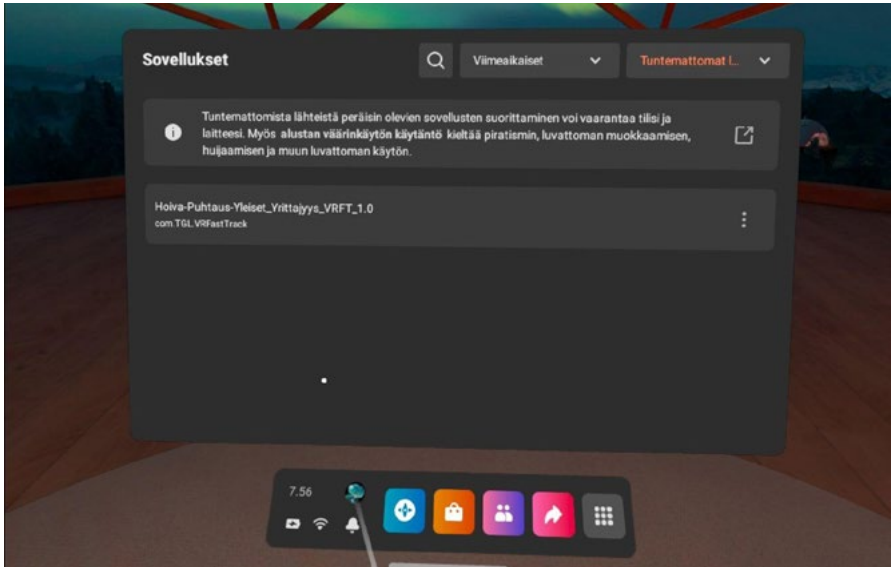 Sovellukset
Viimeaikaiset
Tuntemattomat l...
Tuntemattomista lähteistä peräisin olevien sovellusten suorittaminen voi vaarantaa tilisi ja
laitteesi. Myös alustan väärinkäytön käytäntö kieltää piratismin, luvattoman muokkaamisen,
huijaamisen ja muun luvattoman käytön.
Hoiva-Puhtaus-Yleiset_Yrittajyys_VRFT_1.0
com.TGL.VRFastTrack
7.56